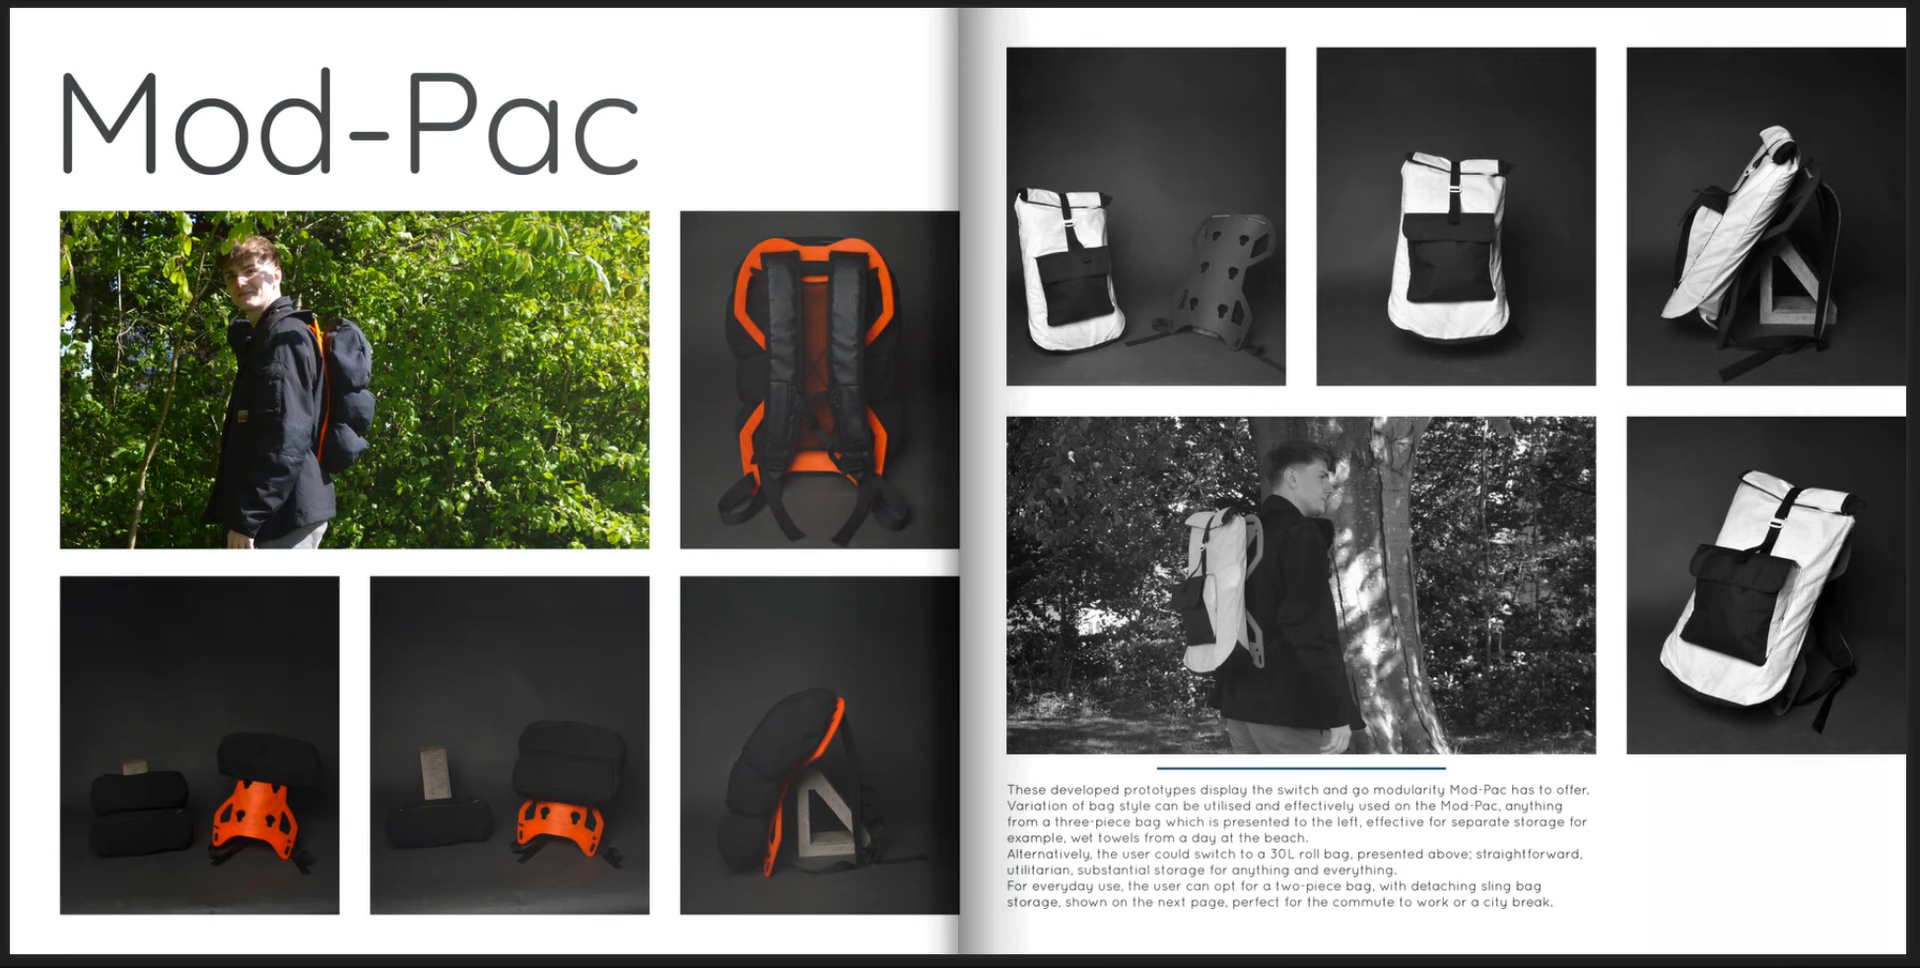 Mod-Pac
These developed prototypes display the switch and go modularity Mod-Pac has to offer.
Variation of bag style can be utilised and effectively used on the Mod-Pac, anything
from a three-piece bag which is presented to the left, effective for separate storage for
example, wet towels from a day at the beach.
Alternatively, the user could switch to a 30L roll bag, presented above; straightforward,
utilitarian, substantial storage for anything and everything.
For everyday use, the user can opt for a two-piece bag, with detaching sling bag
storage, shown on the next page, perfect for the commute to work or a city break.